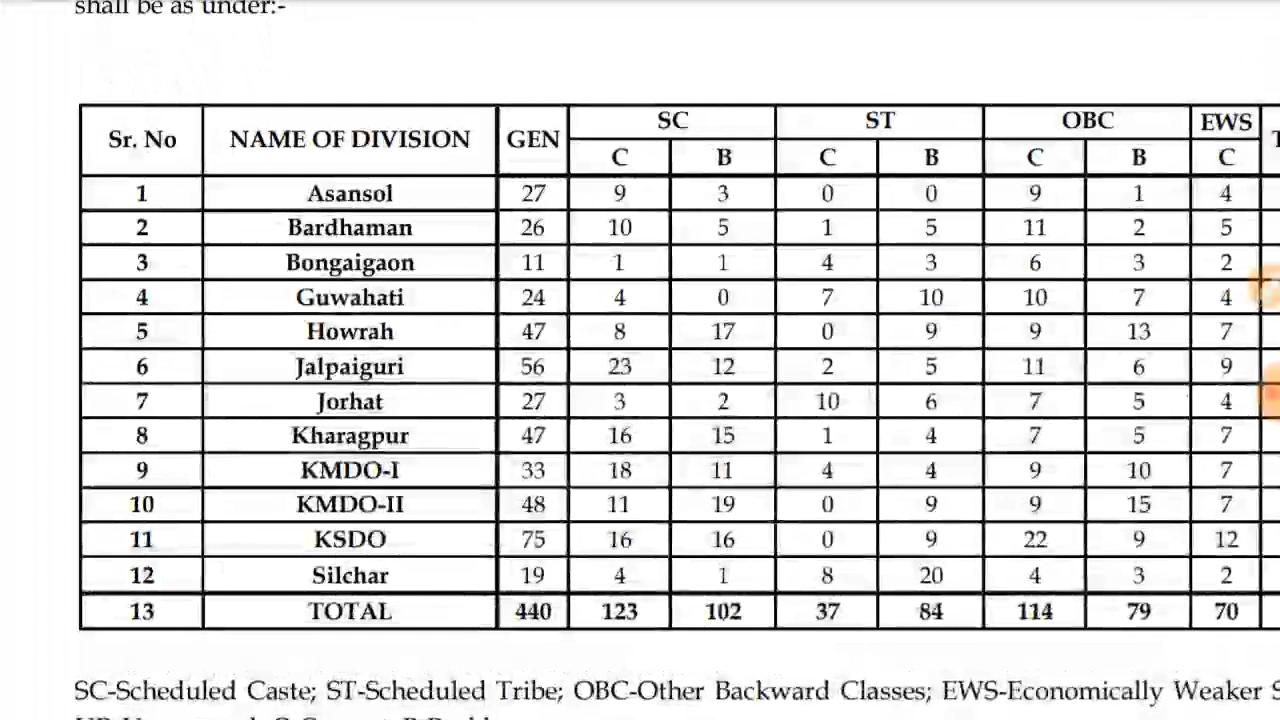 shall be as under:-
Sr. No NAME OF DIVISION GEN SC ST OBC EWS
C B C B C B C
1 Asansol 27 9 3 0 0 9 1 4
2 Bardhaman 26 10 5 1 5 11 2 5
3 Bongaigaon 11 1 1 4 3 6 3 2
4 Guwahati 24 4 0 7 10 10 7 4
5 Howrah 47 8 17 0 9 9 13 7
6 Jalpaiguri 56 23 12 2 5 11 6 9
7 Jorhat 27 3 2 10 6 7 5 4
8 Kharagpur 47 16 15 1 4 7 5 7
9 KMDO-I 33 18 11 4 4 9 10 7
10 KMDO-II 48 11 19 0 9 9 15 7
11 KSDO 75 16 16 0 9 22 9 12
12 Silchar 19 4 1 8 20 4 3 2
13 TOTAL 440 123 102 37 84 114 79 70
SC-Scheduled Caste; ST-Scheduled Tribe; OBC-Other Backward Classes; EWS-Economically Weaker